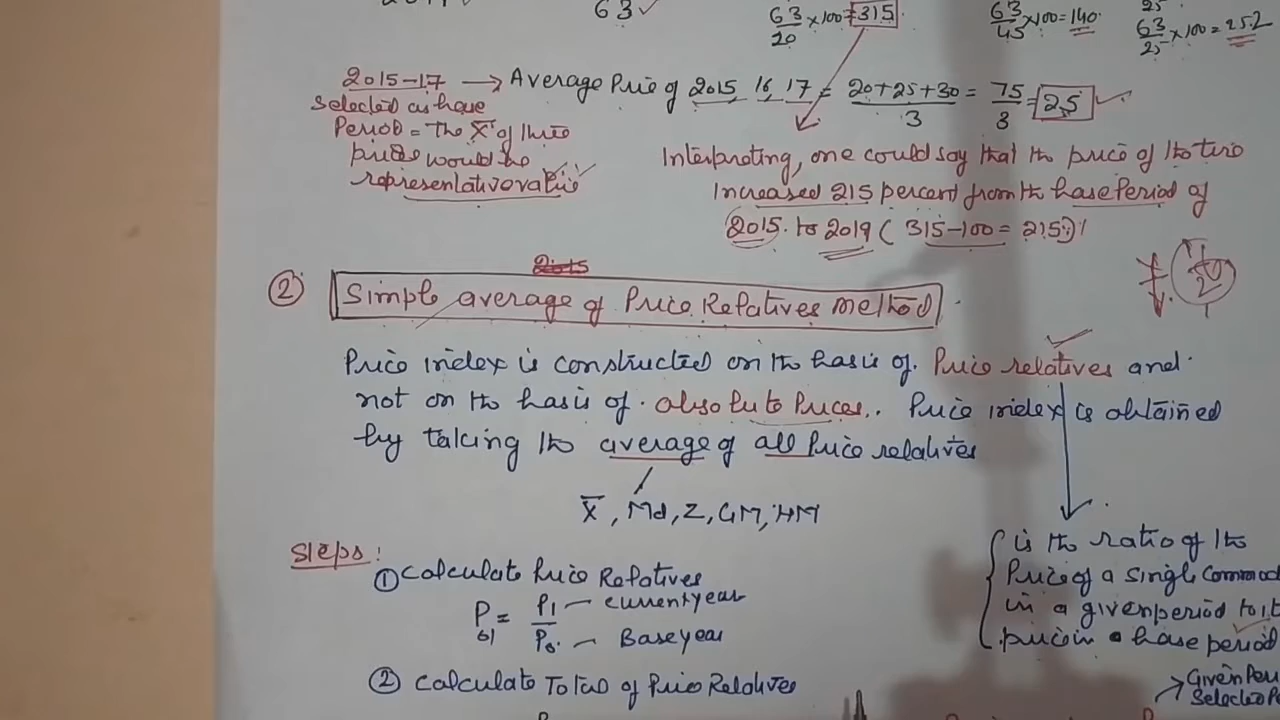 63
63/20 ×100=315
63/45 ×100=140
63/25 ×100=252
2015-17 → Average Price of 2015 16 17 = 20+25+30/3 = 75/3 = 25
Selected as base
Period = The X̄ of three
prices would be
representative value
Interpreting, one could say that the price of the two
Increased 215 percent from the base Period of
2015 to 2019 (315-100=215%)
2015
② Simple average of Price Relatives method
Price index is constructed on the basis of Price relatives and
not on the basis of absolute Prices. Price index is obtained
by taking the average of all Price relatives
X̄, Md, Z, GM, HM
Steps:
① Calculate Price Relatives
P01 = P1 — Current year
P0 — Base year
② Calculate Total of Price Relatives
is the ratio of the
Price of a single Commod
in a given period to it
price in a base period
Given Per
Selected P